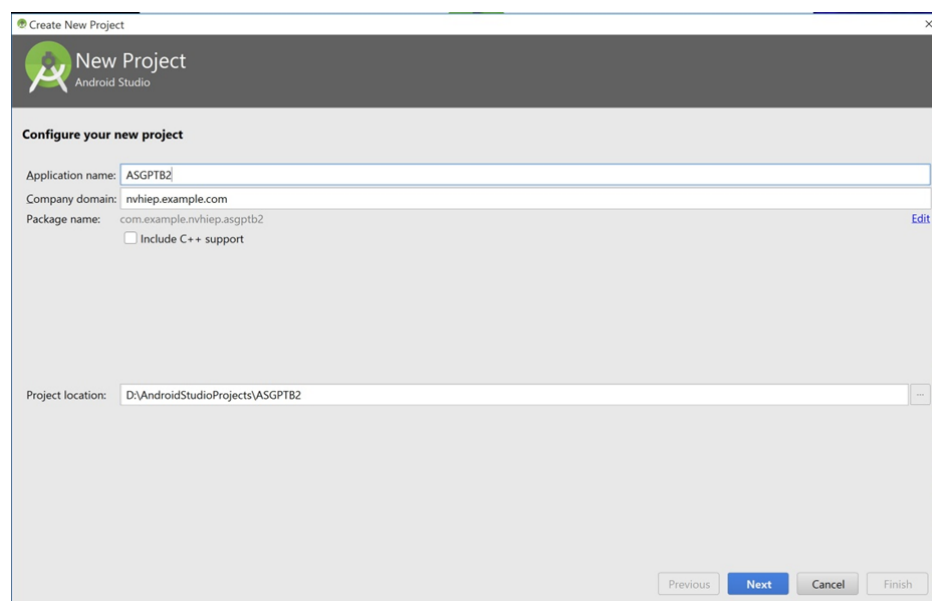 Create New Project
New Project
Android Studio
Configure your new project
Application name: ASGPTB2
Company domain: nvhiep.example.com
Package name: com.example.nvhiep.asgptb2 Edit
Include C++ support
Project location: D:\AndroidStudioProjects\ASGPTB2 ...
Previous Next Cancel Finish